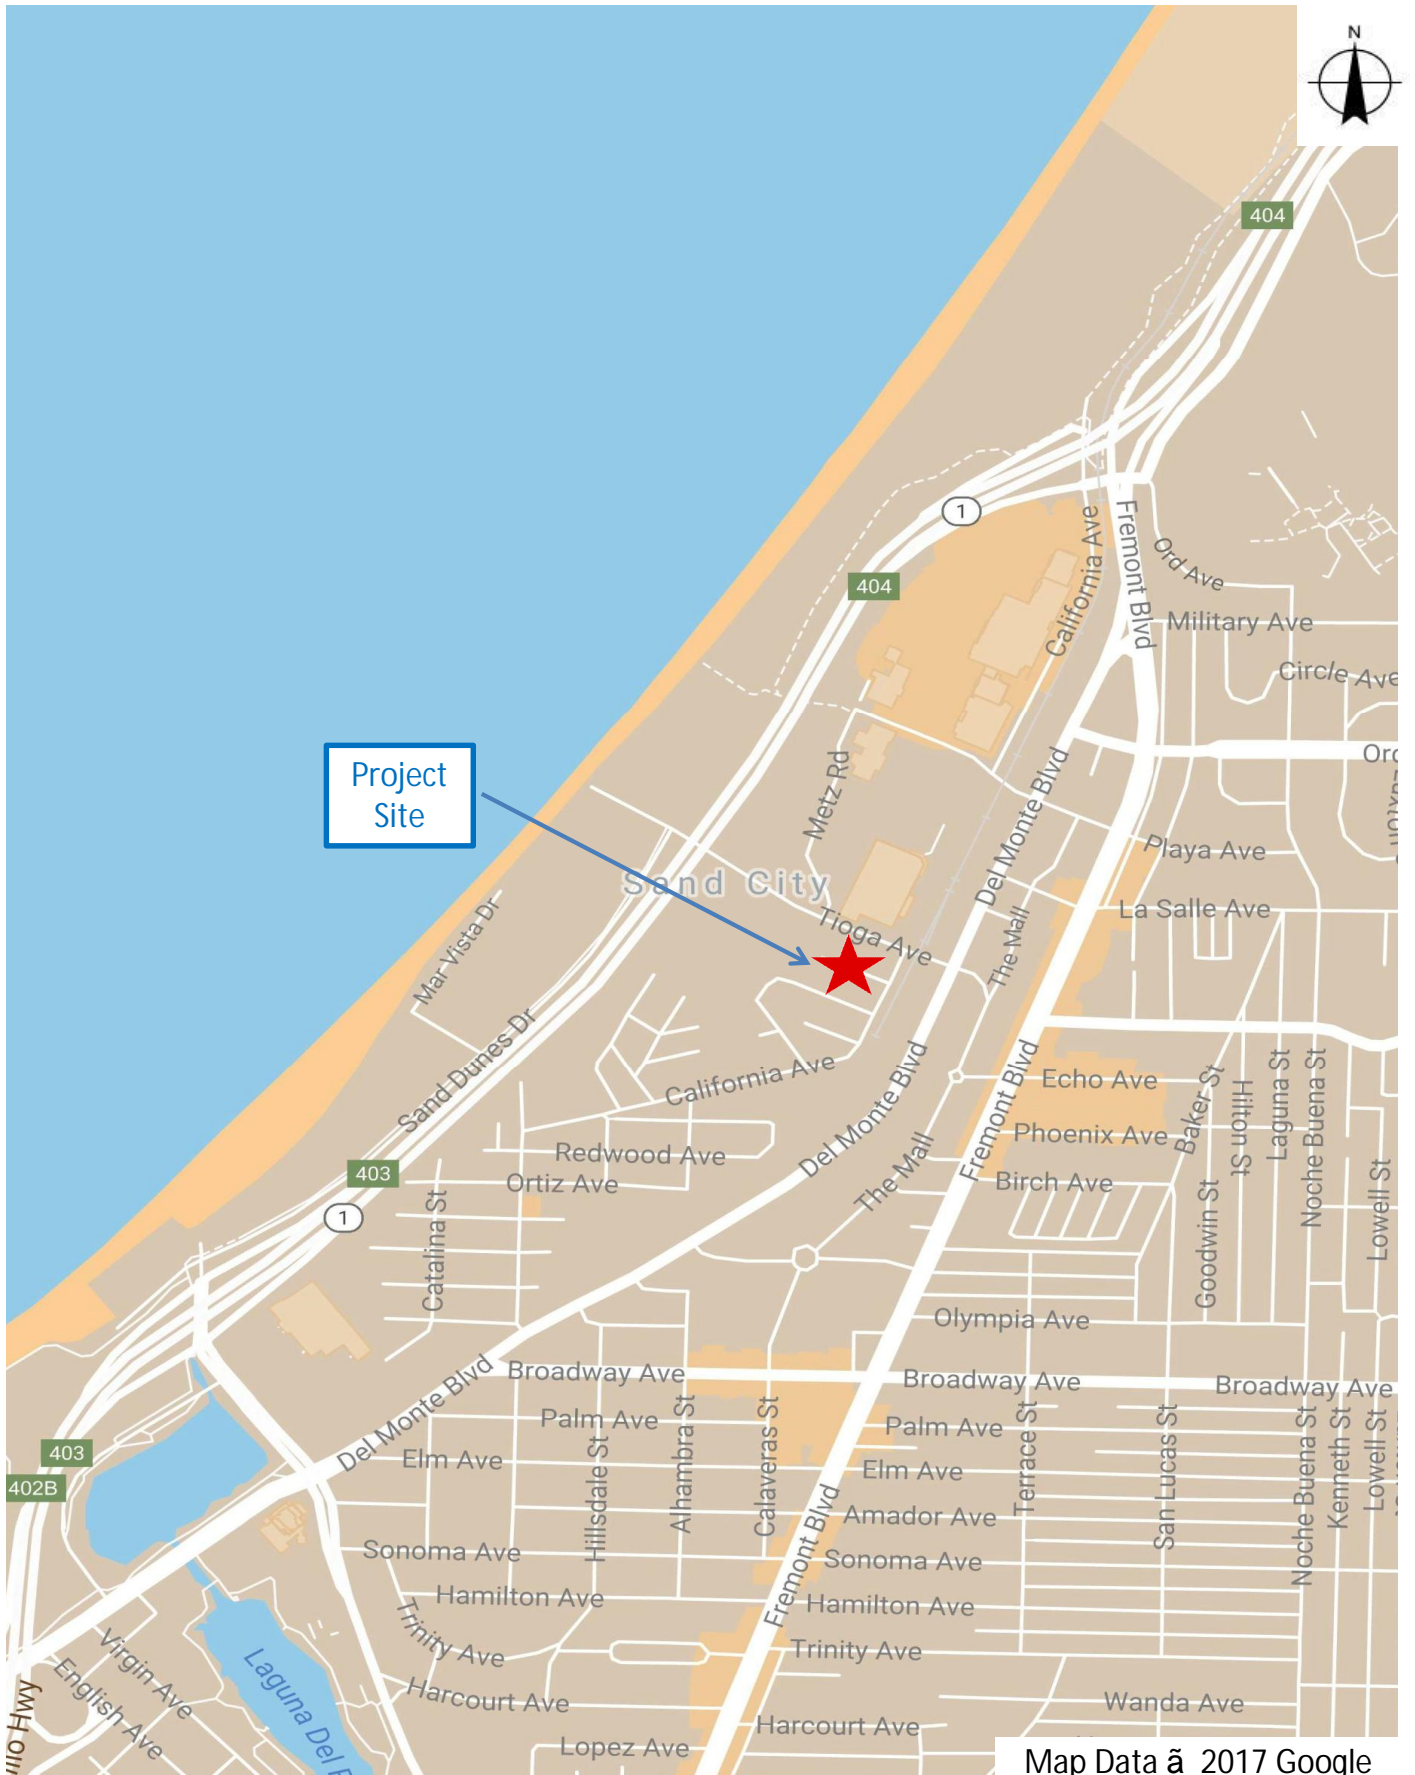 N
404
1
California Ave
Fremont Blvd
Ord Ave
404
Military Ave
Circle Ave
Project
Site
Metz Rd
Del Monte Blvd
Playa Ave
Sand City
La Salle Ave
Tioga Ave
The Mall
Mar Vista Dr
Sand Dunes Dr
California Ave
Del Monte Blvd
Fremont Blvd
Echo Ave
Baker St
Hilton St
Laguna St
Noche Buena St
Phoenix Ave
Redwood Ave
The Mall
403
Ortiz Ave
Birch Ave
Lowell St
1
Catalina St
Goodwin St
Olympia Ave
Del Monte Blvd
Broadway Ave
Broadway Ave
Broadway Ave
Palm Ave
Palm Ave
403
Elm Ave
Elm Ave
402B
Hillsdale St
Alhambra St
Calaveras St
Terrace St
San Lucas St
Noche Buena St
Kenneth St
Lowell St
Fremont Blvd
Amador Ave
Sonoma Ave
Sonoma Ave
Hamilton Ave
Hamilton Ave
Trinity Ave
Trinity Ave
Virgin Ave
English Ave
Laguna Del
Harcourt Ave
Wanda Ave
Harcourt Ave
Lopez Ave
Hwy
Map Data ã 2017 Google